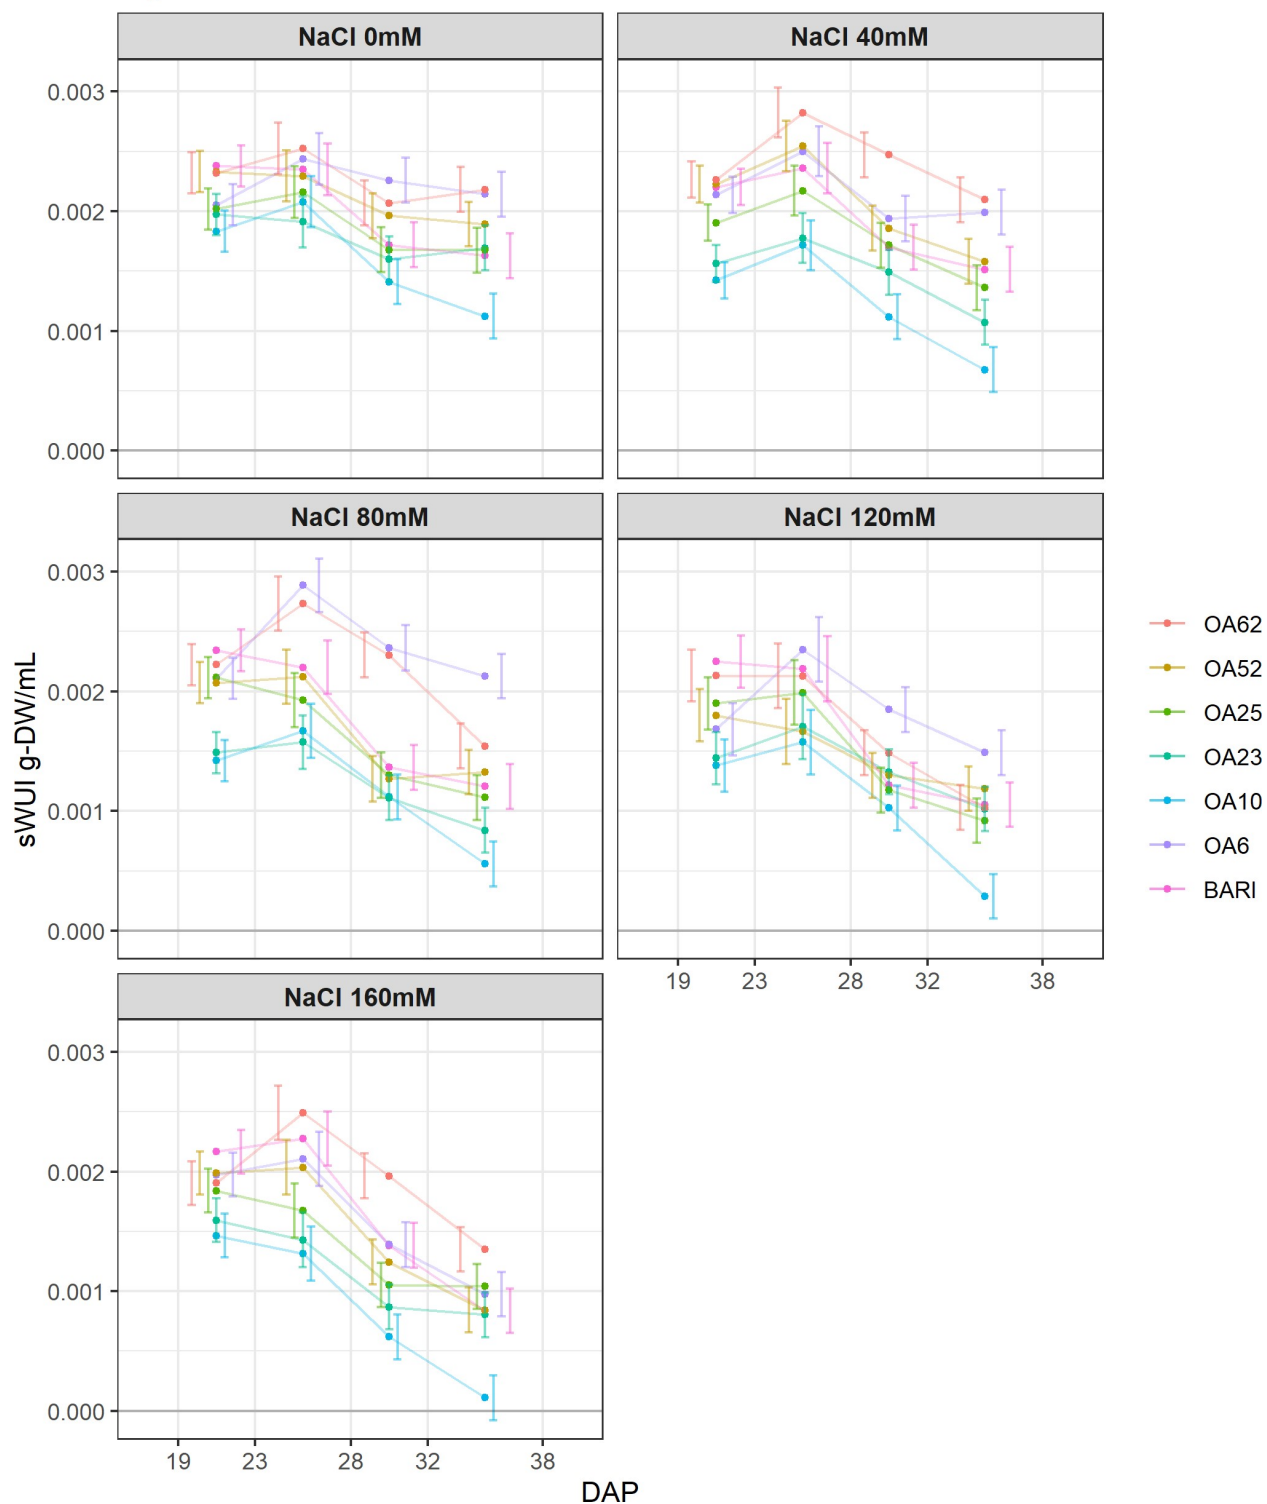 NaCl 0mM
NaCl 40mM
0.003
0.002
0.001
0.000
NaCl 80mM
NaCl 120mM
0.003
0.002
0.001
0.000
19 23 28 32 38
NaCl 160mM
0.003
0.002
0.001
0.000
19 23 28 32 38
DAP
sWUI g-DW/mL
OA62
OA52
OA25
OA23
OA10
OA6
BARI